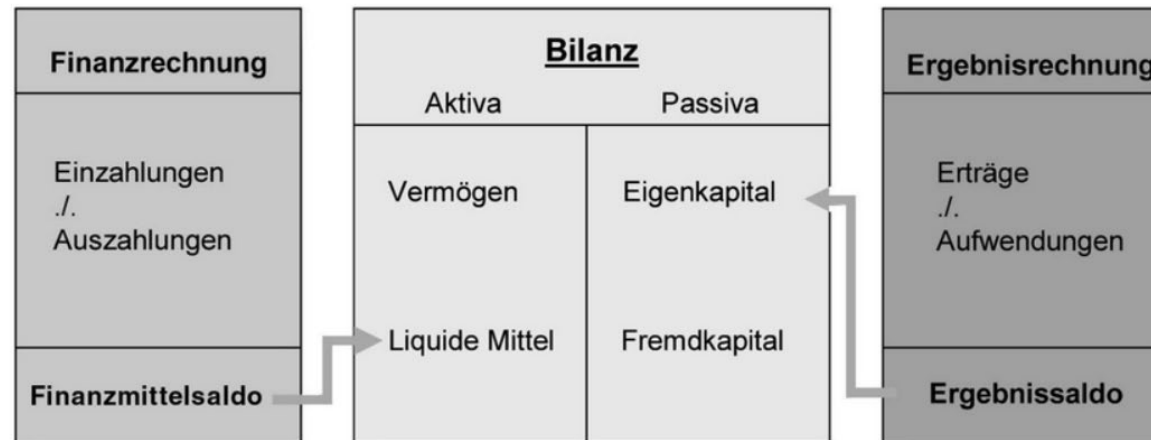 Finanzrechnung
Einzahlungen
./.
Auszahlungen
Finanzmittelsaldo
Bilanz
Aktiva
Passiva
Vermögen
Eigenkapital
Liquide Mittel
Fremdkapital
Ergebnisrechnung
Erträge
./.
Aufwendungen
Ergebnissaldo